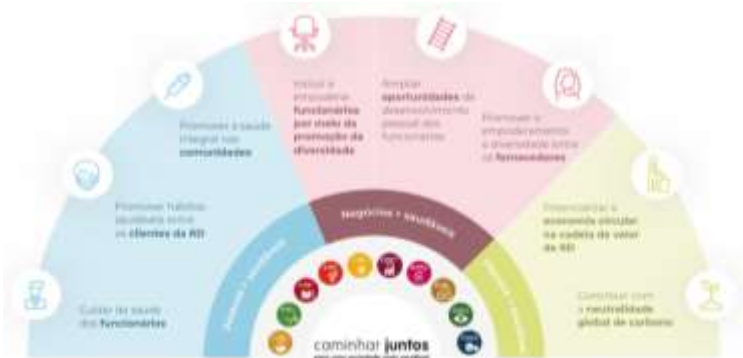 Cuidar da saúde
dos funcionários
Promover hábitos
saudáveis entre
os clientes da RD
Promover a saúde
integral nas
comunidades
Incluir e
empoderar
funcionários
por meio da
promoção da
diversidade
Ampliar
oportunidades de
desenvolvimento
pessoal dos
funcionários
Promover o
empoderamento
e diversidade entre
os fornecedores
economia circular
na cadeia de valor
da RD
Contribuir com
a neutralidade
global de carbono
Negócios + saudáveis
caminhar juntos